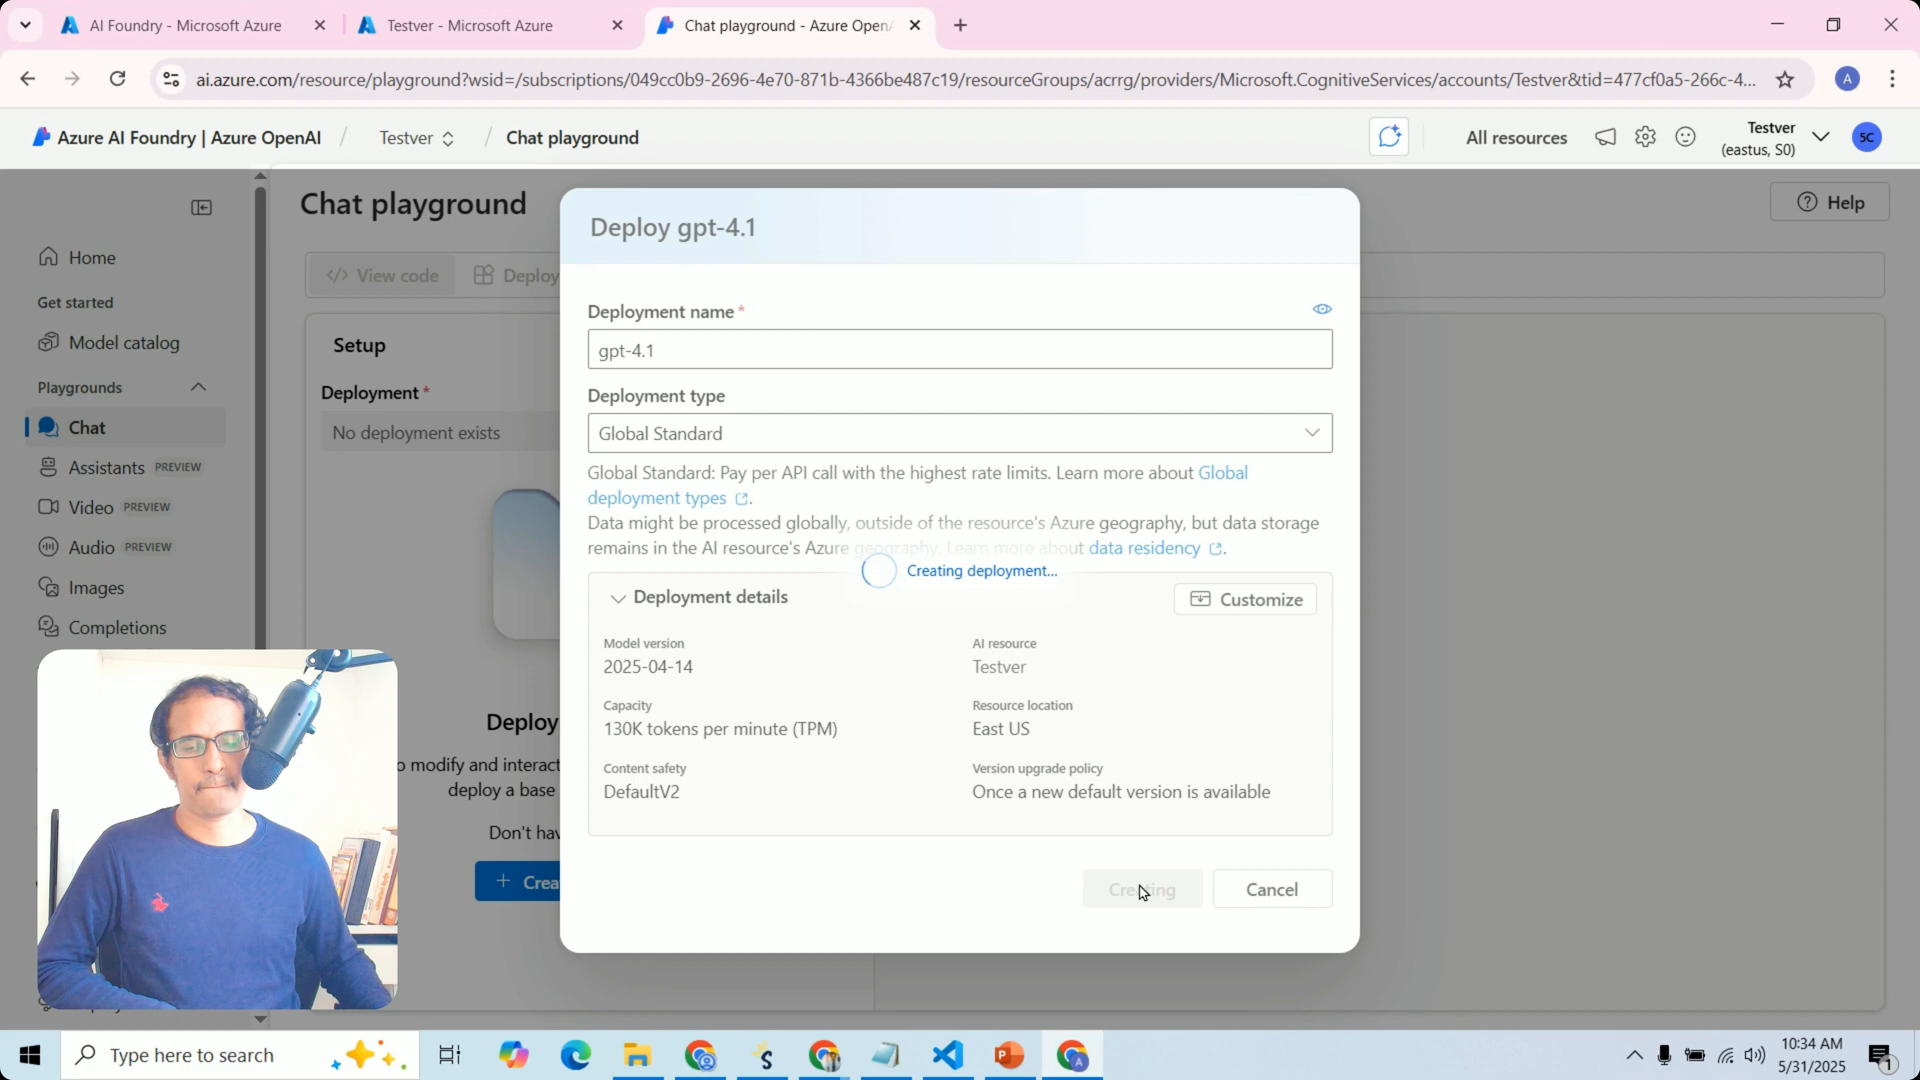 AI Foundry - Microsoft Azure
Testver - Microsoft Azure
Chat playground - Azure Open
ai.azure.com/resource/playground?wsid=/subscriptions/049cc0b9-2696-4e70-871b-4366be487c19/resourceGroups/acrrg/providers/Microsoft.CognitiveServices/accounts/Testver&tid=477cf0a5-266c-4...
A
Azure AI Foundry | Azure OpenAI
/
Testver
/
Chat playground
All resources
Testver
(eastus, S0)
5C
Chat playground
Help
Home
Get started
Model catalog
Playgrounds
Chat
Assistants PREVIEW
Video PREVIEW
Audio PREVIEW
Images
Completions
View code
Deploy
Setup
Deployment *
No deployment exists
Deploy
o modify and interact
deploy a base
Don't hav
+ Crea
Deploy gpt-4.1
Deployment name *
gpt-4.1
Deployment type
Global Standard
Global Standard: Pay per API call with the highest rate limits. Learn more about Global
deployment types .
Data might be processed globally, outside of the resource's Azure geography, but data storage
remains in the AI resource's Azure geography. Learn more about data residency .
Creating deployment...
Deployment details
Customize
Model version
2025-04-14
AI resource
Testver
Capacity
130K tokens per minute (TPM)
Resource location
East US
Content safety
DefaultV2
Version upgrade policy
Once a new default version is available
Creating
Cancel
Type here to search
10:34 AM
5/31/2025
1